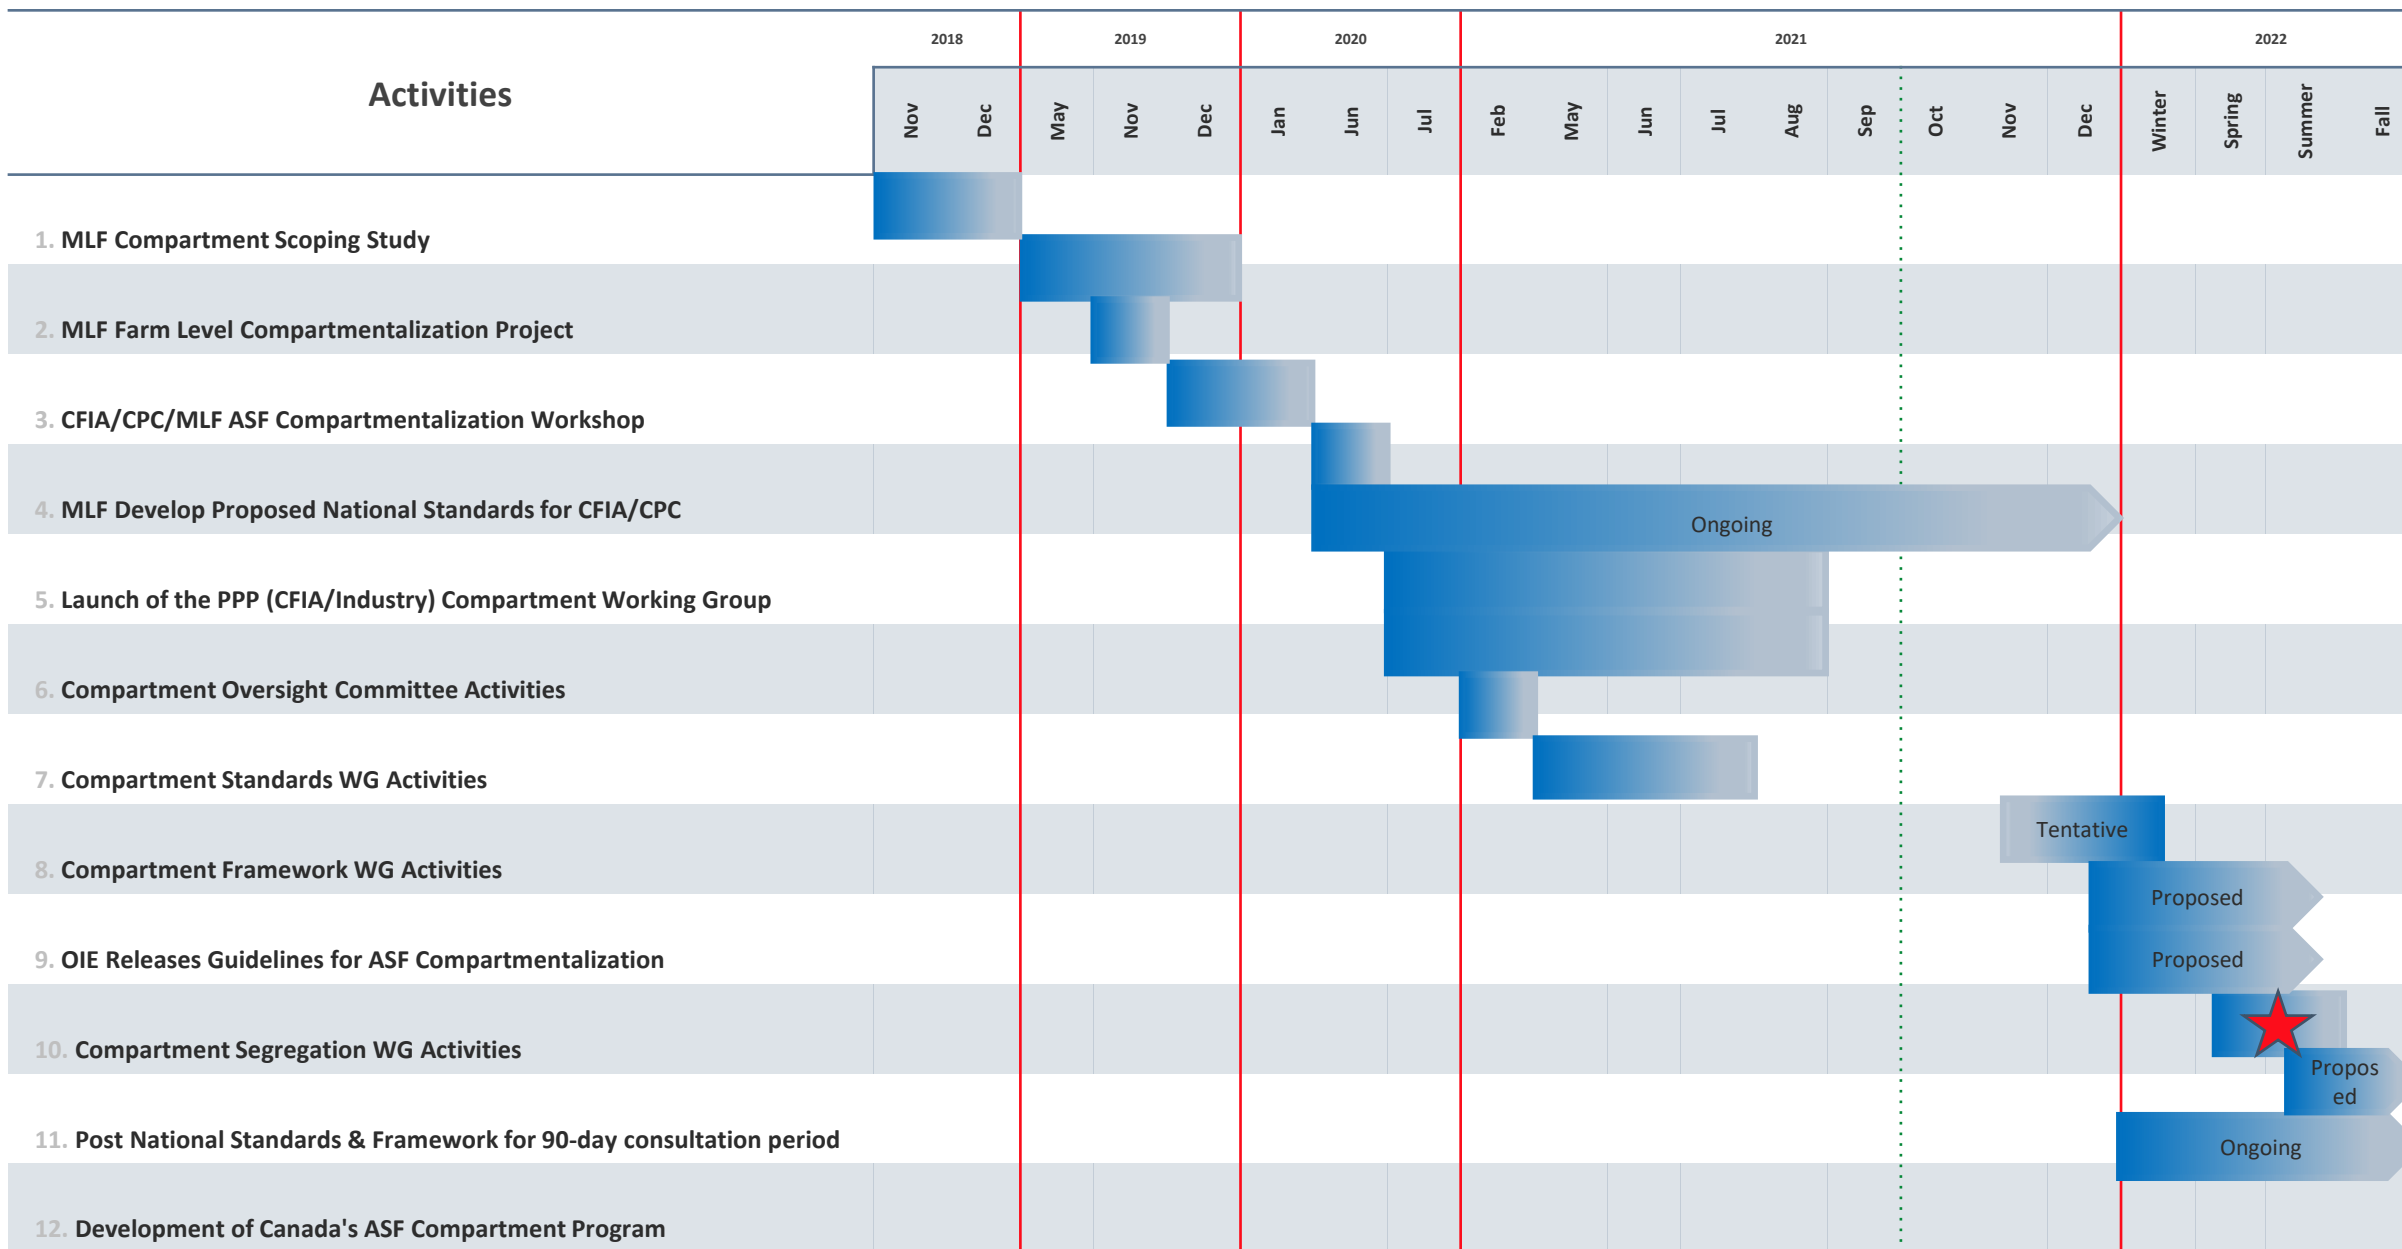 2018 2019 2020 2021 2022
Activities
Nov Dec May Nov Dec Jan Jun Jul Feb May Jun Jul Aug Sep Oct Nov Dec Winter Spring Summer Fall
1. MLF Compartment Scoping Study
2. MLF Farm Level Compartmentalization Project
3. CFIA/CPC/MLF ASF Compartmentalization Workshop
4. MLF Develop Proposed National Standards for CFIA/CPC
Ongoing
5. Launch of the PPP (CFIA/Industry) Compartment Working Group
6. Compartment Oversight Committee Activities
7. Compartment Standards WG Activities
Tentative
8. Compartment Framework WG Activities
Proposed
9. OIE Releases Guidelines for ASF Compartmentalization
Proposed
10. Compartment Segregation WG Activities
Propos
ed
11. Post National Standards & Framework for 90-day consultation period
Ongoing
12. Development of Canada's ASF Compartment Program